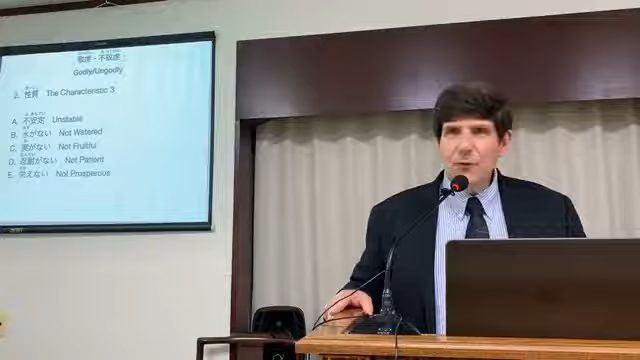 敬虔・不敬虔
Godly/Ungodly
2. 性質 The Characteristic 3
A. 不安定 Unstable
B. 水がない Not Watered
C. 実がない Not Fruitful
D. 忍耐がない Not Patient
E. 栄えない Not Prosperous